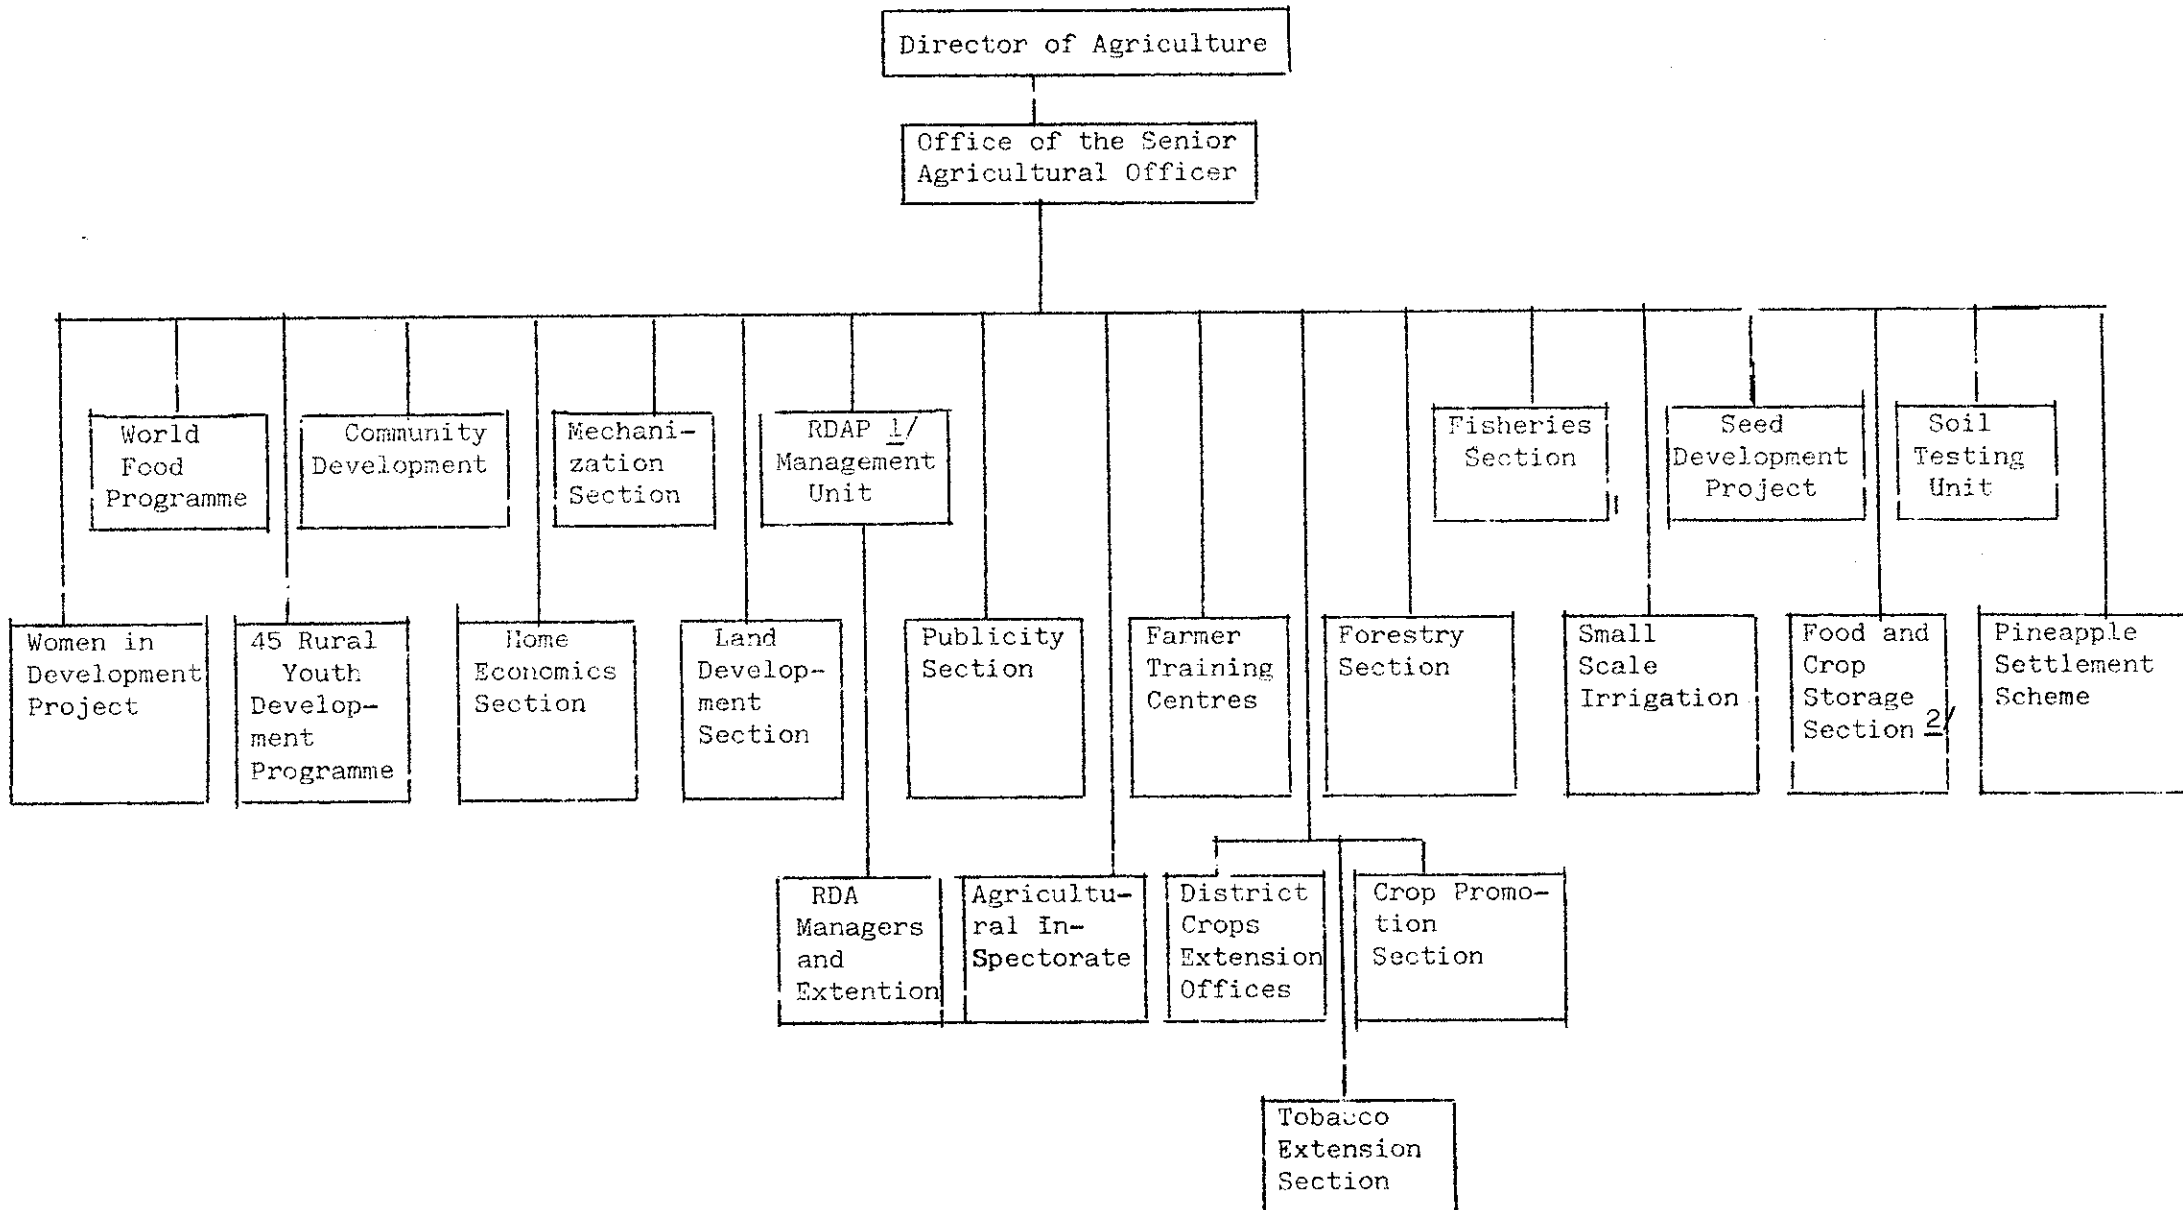 Director of Agriculture
Office of the Senior
Agricultural Officer
World
Food
Programme
Community
Development
Mechani-
zation
Section
RDAP 1/
Management
Unit
Fisheries
Section
Seed
Development
Project
Soil
Testing
Unit
Women in
Development
Project
45 Rural
Youth
Develop-
ment
Programme
Home
Economics
Section
Land
Develop-
ment
Section
Publicity
Section
Farmer
Training
Centres
Forestry
Section
Small
Scale
Irrigation
Food and
Crop
Storage
Section 2/
Pineapple
Settlement
Scheme
RDA
Managers
and
Extention
Agricultu-
ral In-
Spectorate
District
Crops
Extension
Offices
Crop Promo-
tion
Section
Tobacco
Extension
Section